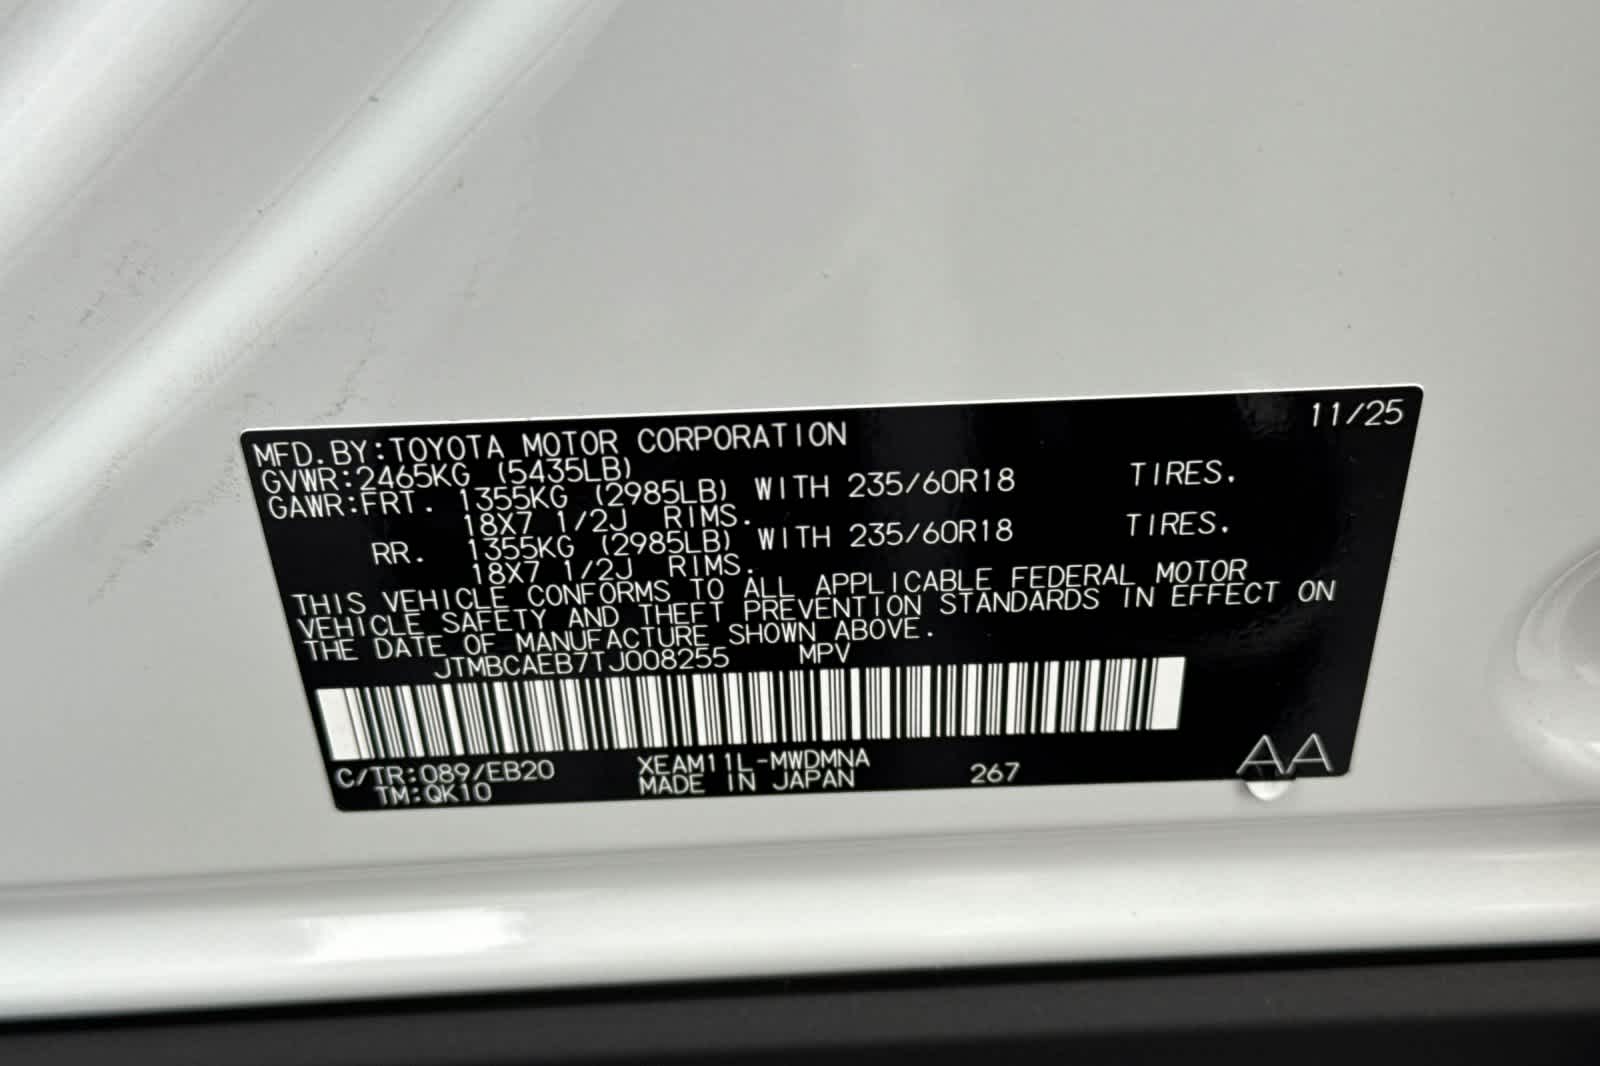 11/25
MFD. BY:TOYOTA MOTOR CORPORATION
GVWR:2465KG (5435LB)
GAWR:FRT. 1355KG (2985LB) WITH 235/60R18 TIRES.
18X7 1/2J RIMS.
RR. 1355KG (2985LB) WITH 235/60R18 TIRES.
18X7 1/2J RIMS.
THIS VEHICLE CONFORMS TO ALL APPLICABLE FEDERAL MOTOR
VEHICLE SAFETY AND THEFT PREVENTION STANDARDS IN EFFECT ON
THE DATE OF MANUFACTURE SHOWN ABOVE.
JTMBCAEB7TJ008255 MPV
C/TR:089/EB20 XEAM11L-MWDMNA
TM:QK10 MADE IN JAPAN 267 AA